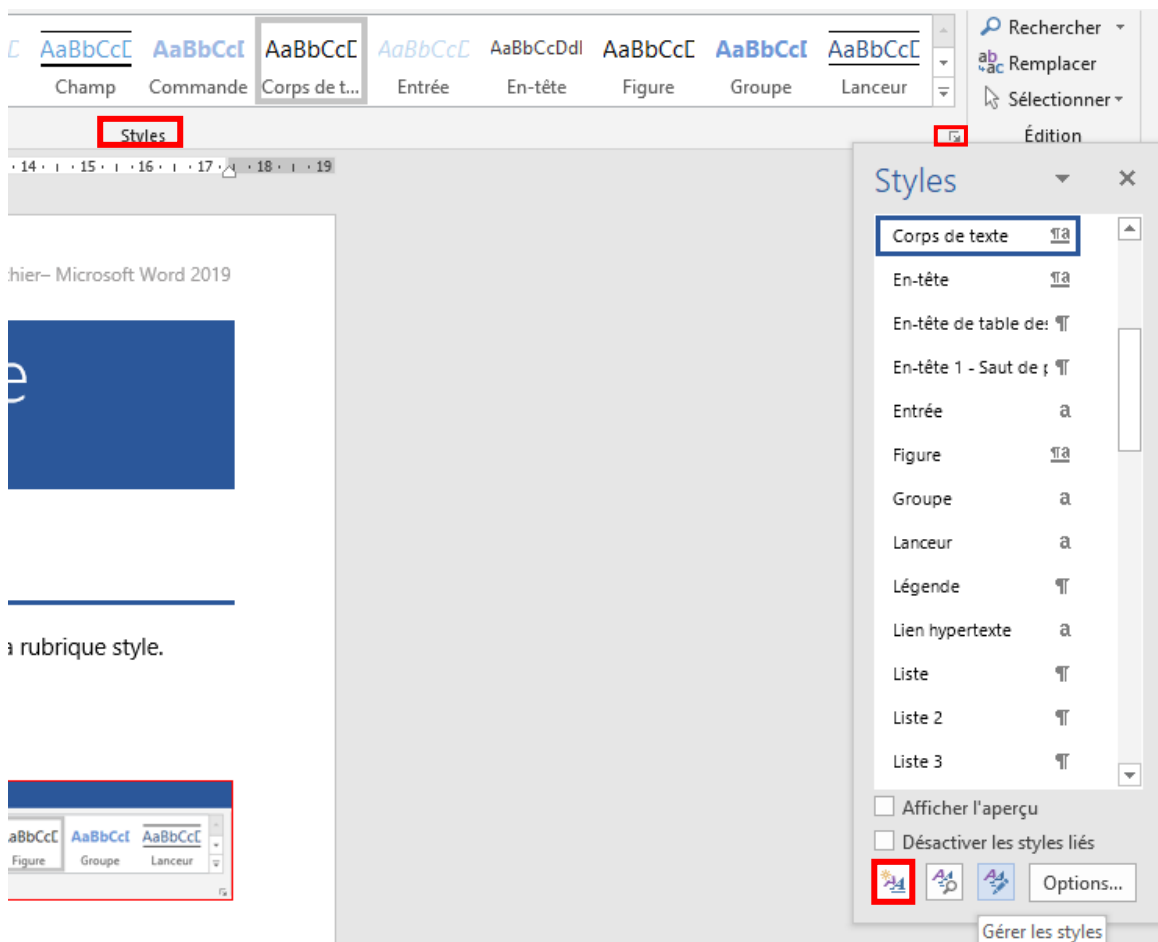 AaBbCcD AaBbCcI AaBbCcD AaBbCcD AaBbCcDdI AaBbCcD AaBbCcI AaBbCcD
Champ Commande Corps de t... Entrée En-tête Figure Groupe Lanceur
Rechercher
ab ac Remplacer
Sélectionner
Styles
Édition
14 15 16 17 18 19
Styles
Corps de texte ¶a
hier– Microsoft Word 2019
En-tête ¶a
En-tête de table de: ¶
e
En-tête 1 - Saut de p ¶
Entrée a
Figure ¶a
Groupe a
Lanceur a
Légende ¶
Lien hypertexte a
a rubrique style.
Liste ¶
Liste 2 ¶
Liste 3 ¶
Afficher l'aperçu
aBbCcD AaBbCcI AaBbCcD
Désactiver les styles liés
Figure Groupe Lanceur
Options...
Gérer les styles